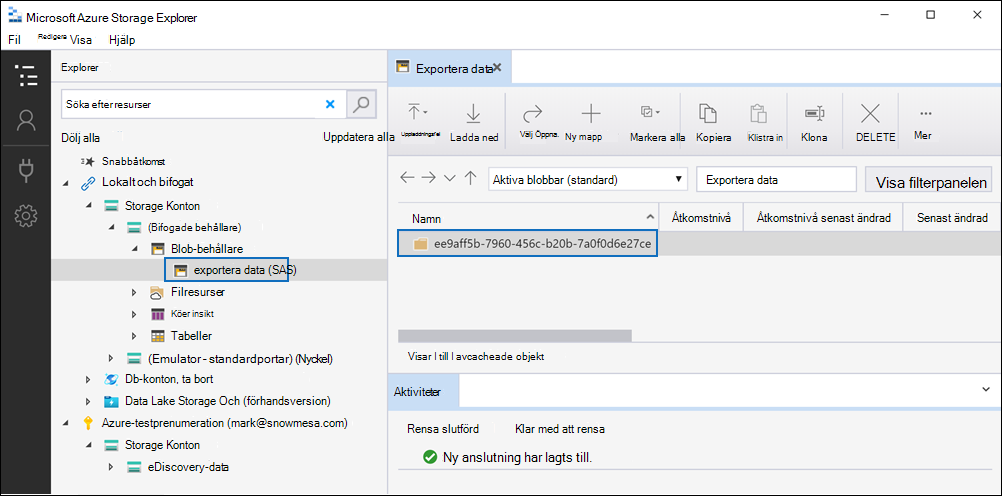 Microsoft Azure Storage Explorer
Fil Redigera Visa Hjälp
Explorer
Söka efter resurser
Dölj alla Uppdatera alla
Snabbåtkomst
Lokalt och bifogat
Storage Konton
(Bifogade behållare)
Blob-behållare
exportera data (SAS)
Filresurser
Köer insikt
Tabeller
(Emulator - standardportar) (Nyckel)
Db-konton, ta bort
Data Lake Storage Och (förhandsversion)
Azure-testprenumeration (mark@snowmesa.com)
Storage Konton
eDiscovery-data
Exportera data
Uppladdningsfel Ladda ned Välj Öppna. Ny mapp Markera alla Kopiera Klistra in Klona DELETE Mer
Aktiva blobbar (standard) Exportera data Visa filterpanelen
Namn Åtkomstnivå Åtkomstnivå senast ändrad Senast ändrad
ee9aff5b-7960-456c-b20b-7a0f0d6e27ce
Visar I till I avcacheade objekt
Aktiviteter
Rensa slutförd Klar med att rensa
Ny anslutning har lagts till.